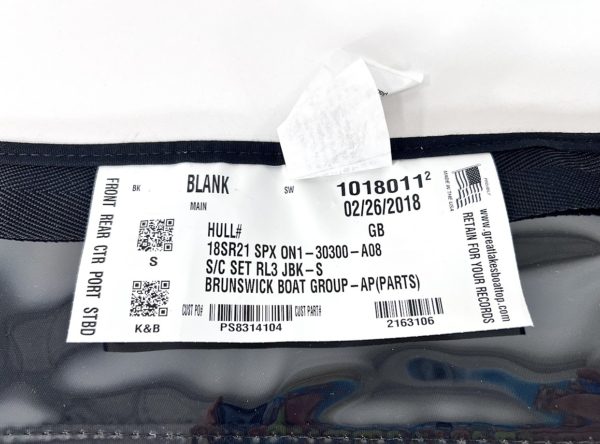 FRONT REAR CTR PORT STBD
BK
BLANK
SW
1018011²
MAIN
02/26/2018
HULL#
GB
18SR21 SPX ON1-30300-A08
S
S/C SET RL3 JBK-S
BRUNSWICK BOAT GROUP-AP(PARTS)
K&B
CUST PO#
PS8314104
CUST PART#
2163106
MADE IN THE USA
www.greatlakesboattop.com
RETAIN FOR YOUR RECORDS